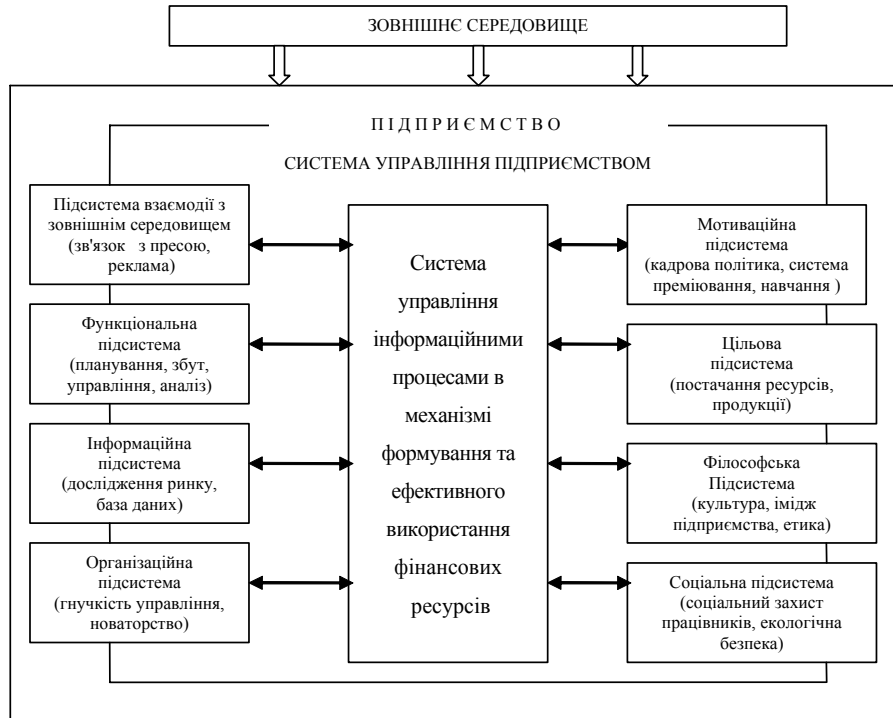 ЗОВНІШНЄ СЕРЕДОВИЩЕ
П І Д П Р И Є М С Т В О
СИСТЕМА УПРАВЛІННЯ ПІДПРИЄМСТВОМ
Підсистема взаємодії з
зовнішнім середовищем
(зв'язок з пресою,
реклама)
Функціональна
підсистема
(планування, збут,
управління, аналіз)
Інформаційна
підсистема
(дослідження ринку,
база даних)
Організаційна
підсистема
(гнучкість управління,
новаторство)
Система
управління
інформаційними
процесами в
механізмі
формування та
ефективного
використання
фінансових
ресурсів
Мотиваційна
підсистема
(кадрова політика, система
преміювання, навчання )
Цільова
підсистема
(постачання ресурсів,
продукції)
Філософська
Підсистема
(культура, імідж
підприємства, етика)
Соціальна підсистема
(соціальний захист
працівників, екологічна
безпека)